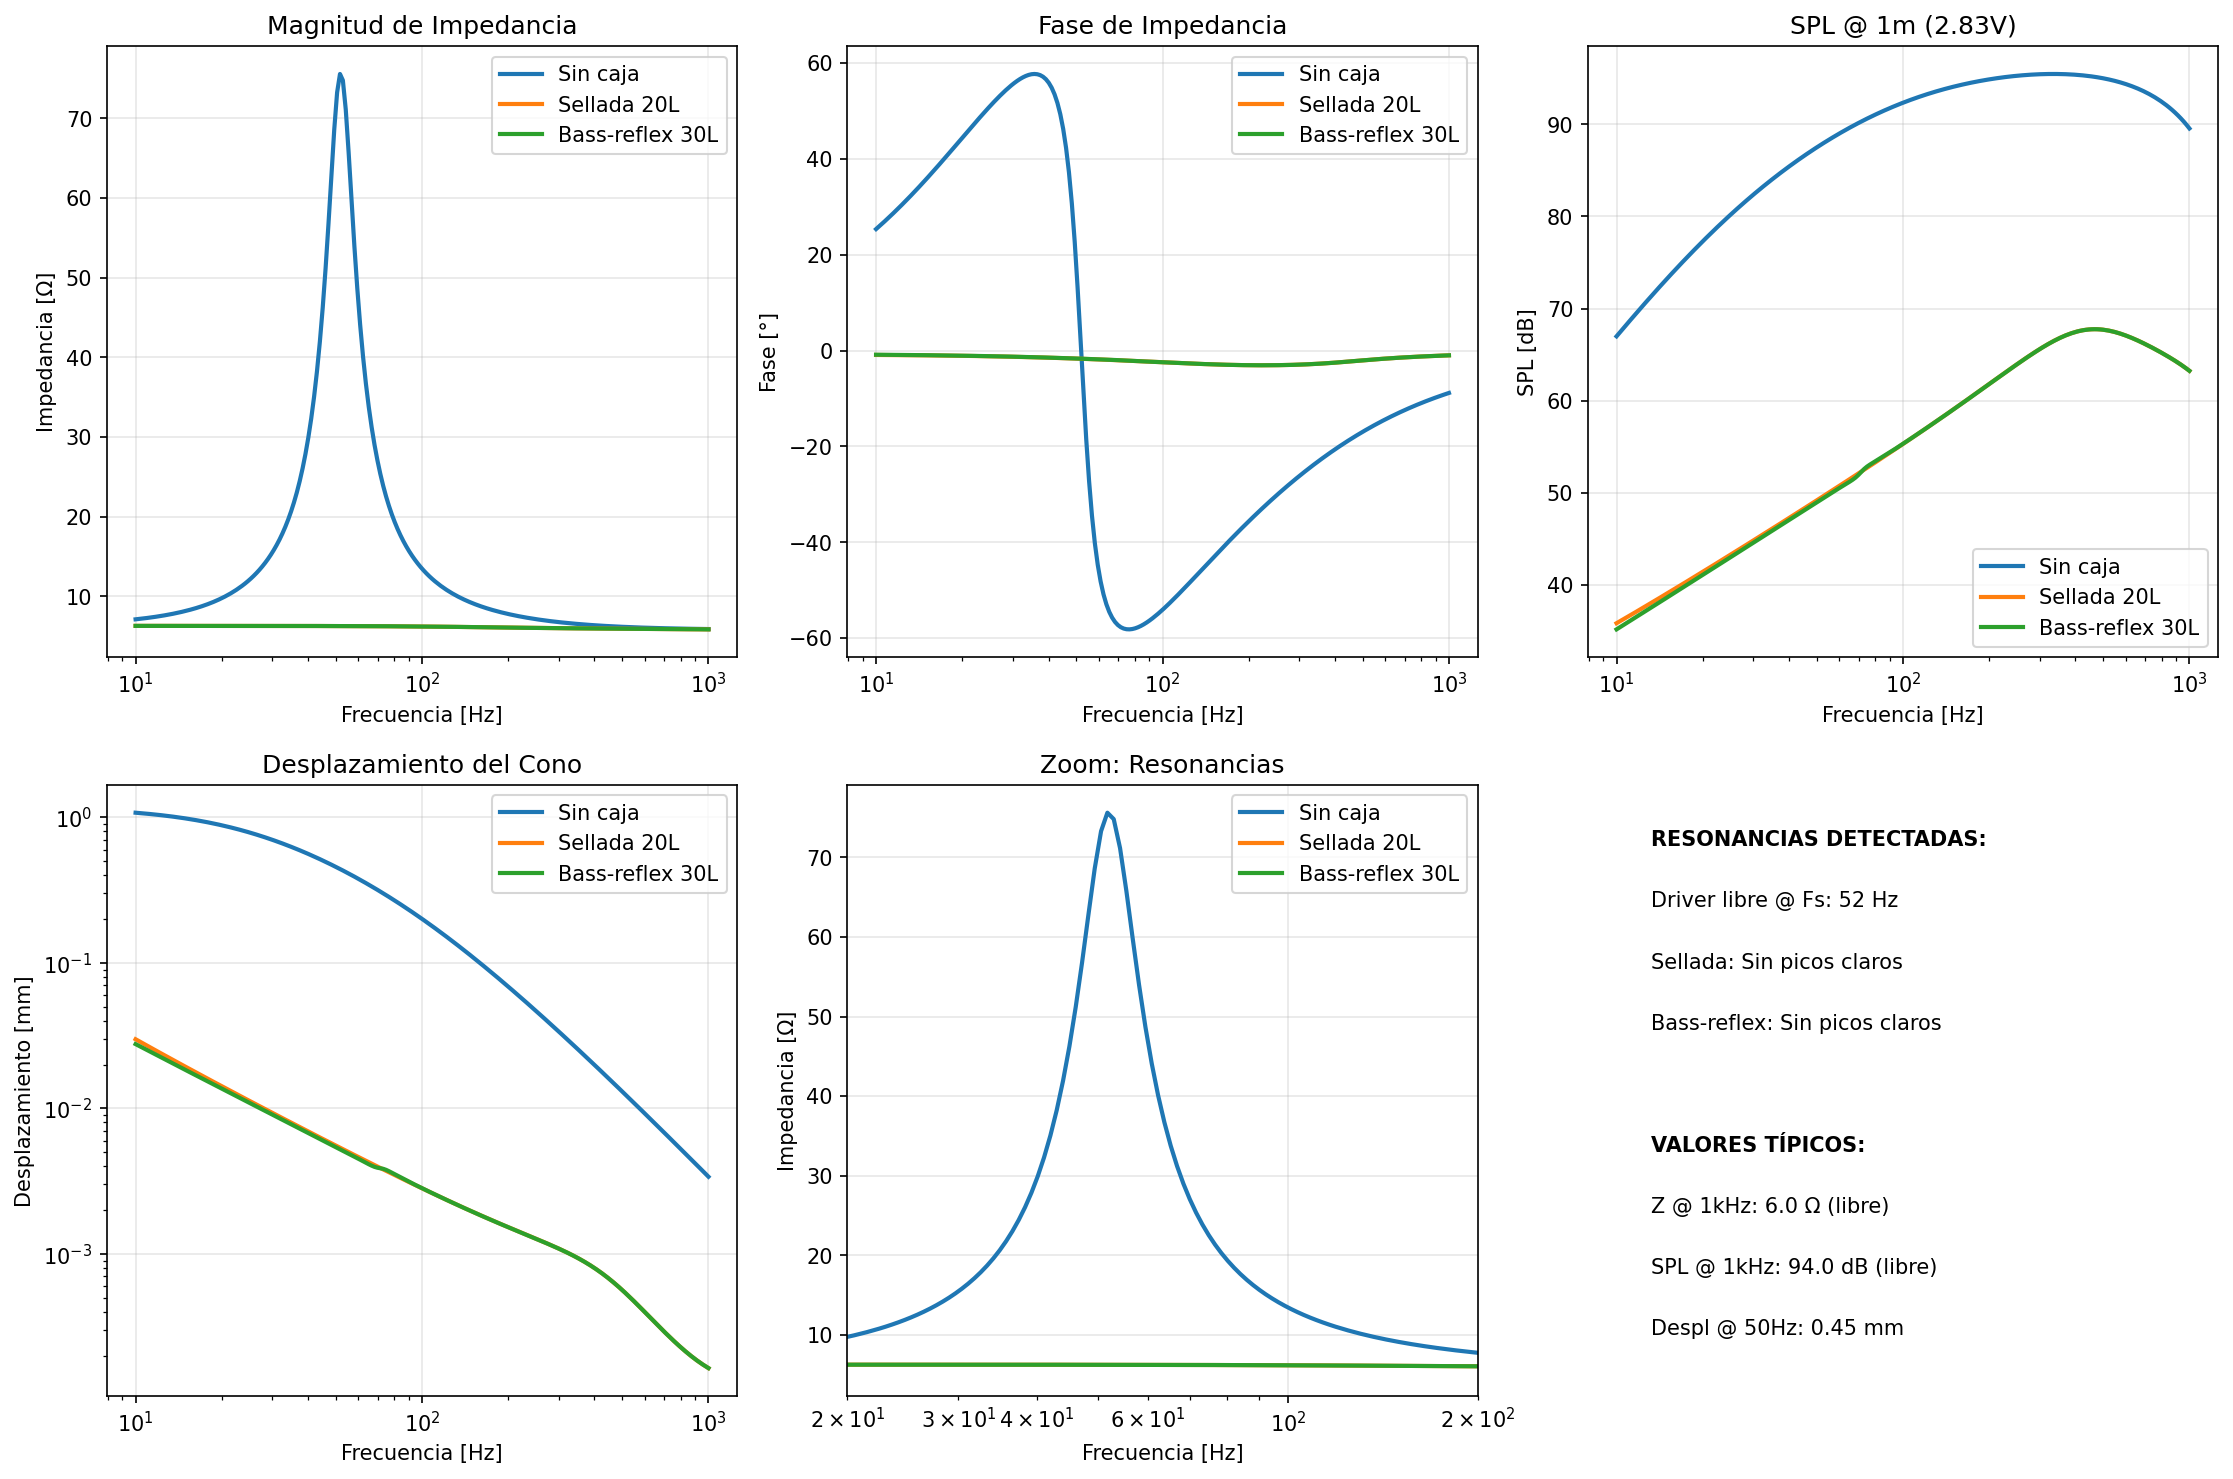 Magnitud de Impedancia
Impedancia [Ω]
70
60
50
40
30
20
10
Sin caja
Sellada 20L
Bass-reflex 30L
10¹
10²
10³
Frecuencia [Hz]
Fase de Impedancia
Fase [°]
60
40
20
0
−20
−40
−60
Sin caja
Sellada 20L
Bass-reflex 30L
10¹
10²
10³
Frecuencia [Hz]
SPL @ 1m (2.83V)
SPL [dB]
90
80
70
60
50
40
Sin caja
Sellada 20L
Bass-reflex 30L
10¹
10²
10³
Frecuencia [Hz]
Desplazamiento del Cono
Desplazamiento [mm]
10⁰
10⁻¹
10⁻²
10⁻³
Sin caja
Sellada 20L
Bass-reflex 30L
10¹
10²
10³
Frecuencia [Hz]
Zoom: Resonancias
Impedancia [Ω]
70
60
50
40
30
20
10
Sin caja
Sellada 20L
Bass-reflex 30L
2 × 10¹
3 × 10¹
4 × 10¹
6 × 10¹
10²
2 × 10²
Frecuencia [Hz]
RESONANCIAS DETECTADAS:
Driver libre @ Fs: 52 Hz
Sellada: Sin picos claros
Bass-reflex: Sin picos claros
VALORES TÍPICOS:
Z @ 1kHz: 6.0 Ω (libre)
SPL @ 1kHz: 94.0 dB (libre)
Despl @ 50Hz: 0.45 mm